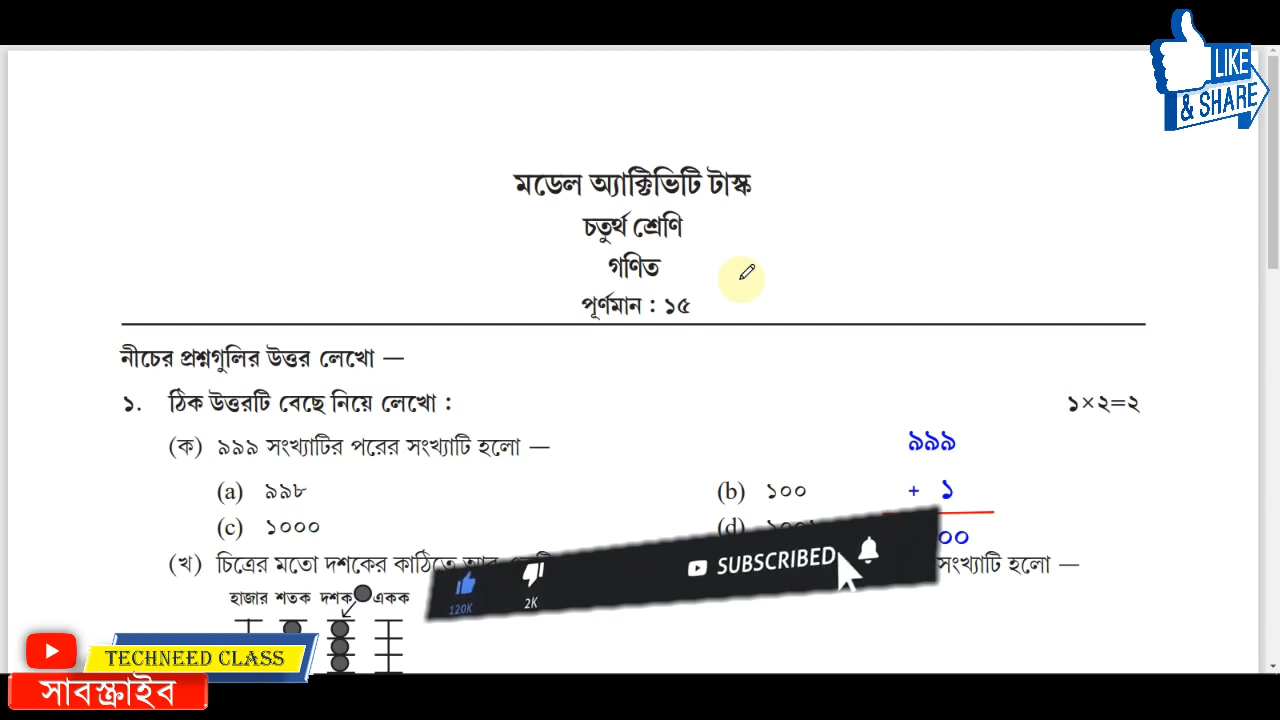 LIKE
& SHARE
মডেল অ্যাক্টিভিটি টাস্ক
চতুর্থ শ্রেণি
গণিত
পূর্ণমান : ১৫
নীচের প্রশ্নগুলির উত্তর লেখো —
১. ঠিক উত্তরটি বেছে নিয়ে লেখো : ১×২=২
(ক) ৯৯৯ সংখ্যাটির পরের সংখ্যাটি হলো — ৯৯৯
(a) ৯৯৮ (b) ১০০ + ১
(c) ১০০০ (d) ০০
(খ) চিত্রের মতো দশকের কাঠিতে আর সংখ্যাটি হলো —
SUBSCRIBED
120K 2K
হাজার শতক দশক একক
TECHNEED CLASS
সাবস্ক্রাইব